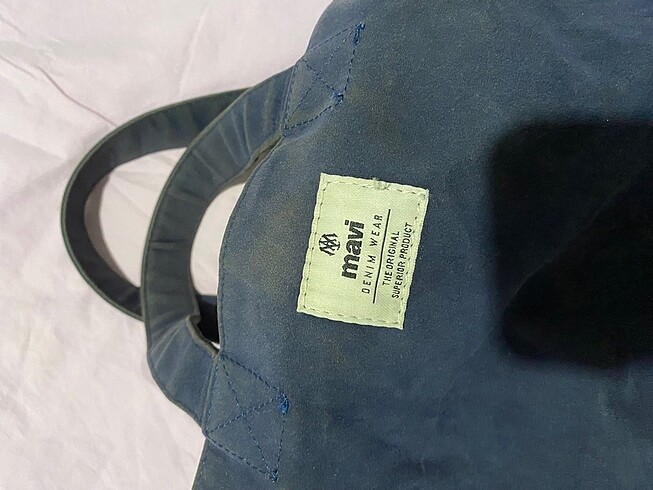 mavi
DENIM WEAR
THE ORIGINAL
SUPERIOR PRODUCT